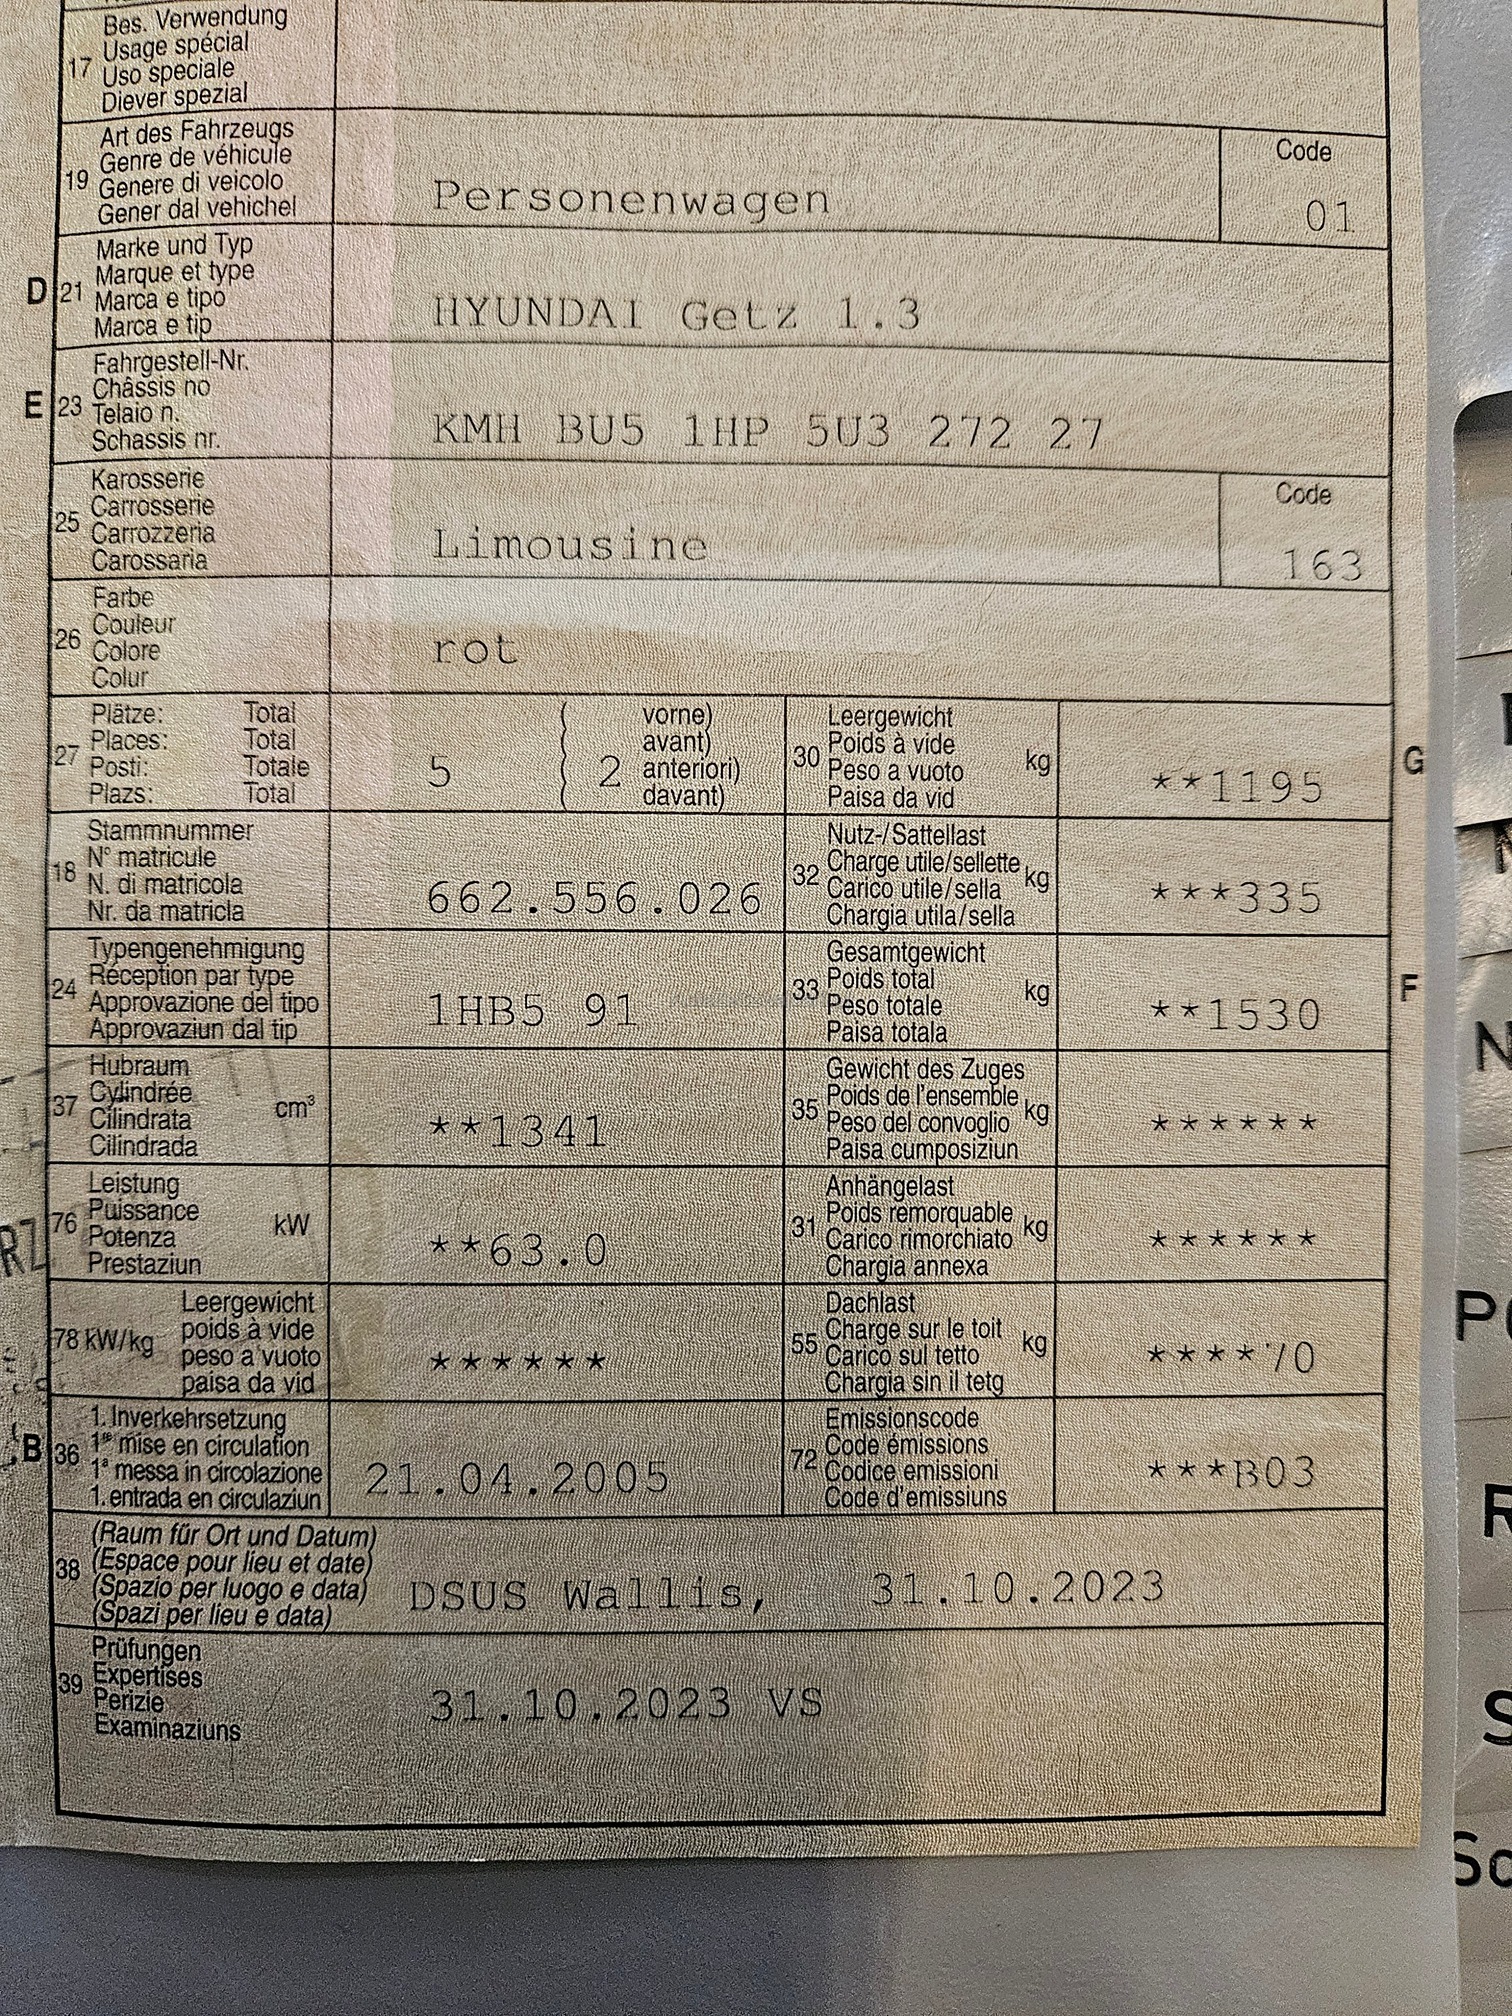 Bes. Verwendung
Usage spécial
17 Uso speciale
Diever spezial
Art des Fahrzeugs
Genre de véhicule
19 Genere di veicolo
Gener dal vehichel
Personenwagen
Code
01
Marke und Typ
D 21 Marque et type
Marca e tipo
Marca e tip
HYUNDAI Getz 1.3
Fahrgestell-Nr.
E 23 Châssis no
Telaio n.
Schassis nr.
KMH BU5 1HP 5U3 272 27
Karosserie
25 Carrosserie
Carrozzeria
Carossaria
Limousine
Code
163
Farbe
26 Couleur
Colore
Colur
rot
Plätze: Total
27 Places: Total
Posti: Totale
Plazs: Total
5 ( 2
vorne)
avant)
anteriori)
davant)
Leergewicht
30 Poids à vide kg
Peso a vuoto
Paisa da vid
**1195
G
Stammnummer
18 N° matricule
N. di matricola
Nr. da matricla
662.556.026
Nutz-/Sattellast
32 Charge utile/sellette kg
Carico utile/sella
Chargia utila/sella
***335
Typengenehmigung
24 Réception par type
Approvazione del tipo
Approvaziun dal tip
1HB5 91
Gesamtgewicht
33 Poids total kg
Peso totale
Paisa totala
**1530
F
Hubraum
37 Cylindrée cm³
Cilindrata
Cilindrada
**1341
Gewicht des Zuges
35 Poids de l'ensemble kg
Peso del convoglio
Paisa cumposiziun
******
Leistung
76 Puissance kW
Potenza
Prestaziun
**63.0
Anhängelast
31 Poids remorquable kg
Carico rimorchiato
Chargia annexa
******
Leergewicht
78 kW/kg poids à vide
peso a vuoto
paisa da vid
******
Dachlast
55 Charge sur le toit kg
Carico sul tetto
Chargia sin il tetg
****70
1. Inverkehrsetzung
B 36 1re mise en circulation
1a messa in circolazione
1. entrada en circulaziun
21.04.2005
Emissionscode
72 Code émissions
Codice emissioni
Code d'emissiuns
***B03
(Raum für Ort und Datum)
38 (Espace pour lieu et date)
(Spazio per luogo e data)
(Spazi per lieu e data)
DSUS Wallis, 31.10.2023
Prüfungen
39 Expertises
Perizie
Examinaziuns
31.10.2023 VS